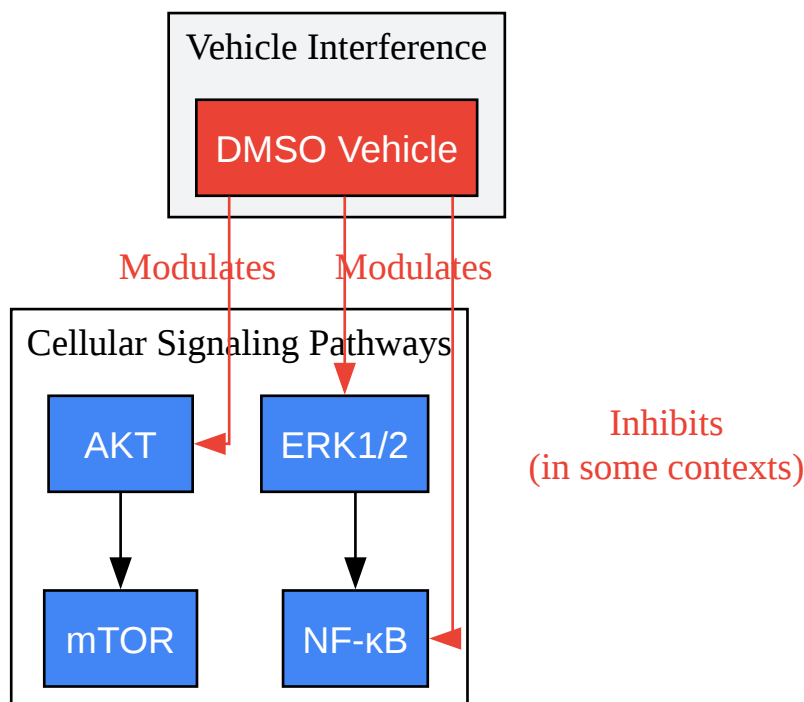 Vehicle Interference
DMSO Vehicle
Modulates
Modulates
Cellular Signaling Pathways
AKT
ERK1/2
Inhibits
(in some contexts)
mTOR
NF-κB